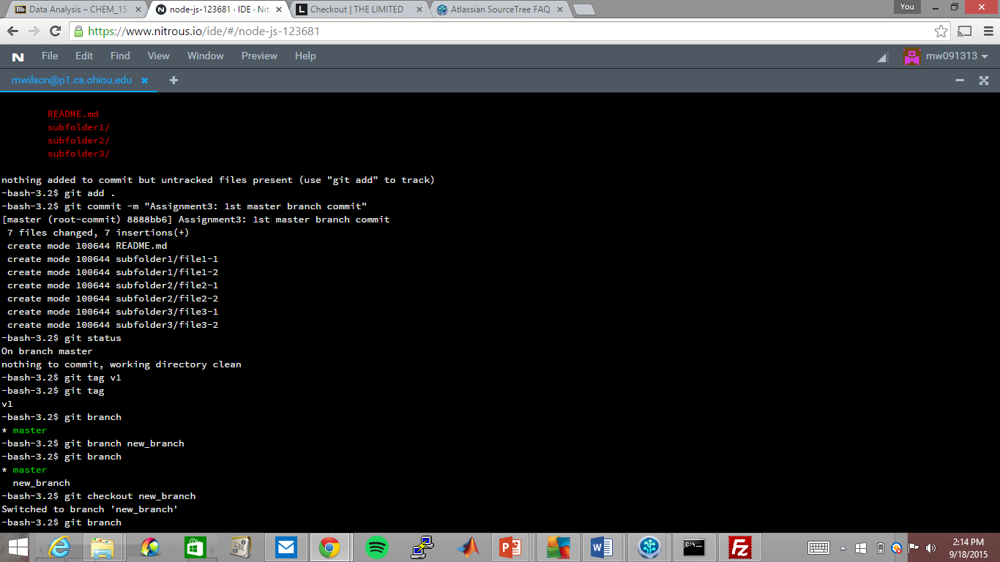 Data Analysis – CHEM_15
node-js-123681 · IDE · Nit
Checkout | THE LIMITED
Atlassian SourceTree FAQ
You
https://www.nitrous.io/ide/#/node-js-123681
N File Edit Find View Window Preview Help mw091313
mwilson@p1.cs.ohiou.edu
README.md
subfolder1/
subfolder2/
subfolder3/
nothing added to commit but untracked files present (use "git add" to track)
-bash-3.2$ git add .
-bash-3.2$ git commit -m "Assignment3: 1st master branch commit"
[master (root-commit) 8888bb6] Assignment3: 1st master branch commit
7 files changed, 7 insertions(+)
create mode 100644 README.md
create mode 100644 subfolder1/file1-1
create mode 100644 subfolder1/file1-2
create mode 100644 subfolder2/file2-1
create mode 100644 subfolder2/file2-2
create mode 100644 subfolder3/file3-1
create mode 100644 subfolder3/file3-2
-bash-3.2$ git status
On branch master
nothing to commit, working directory clean
-bash-3.2$ git tag v1
-bash-3.2$ git tag
v1
-bash-3.2$ git branch
* master
-bash-3.2$ git branch new_branch
-bash-3.2$ git branch
* master
new_branch
-bash-3.2$ git checkout new_branch
Switched to branch 'new_branch'
-bash-3.2$ git branch
2:14 PM
9/18/2015